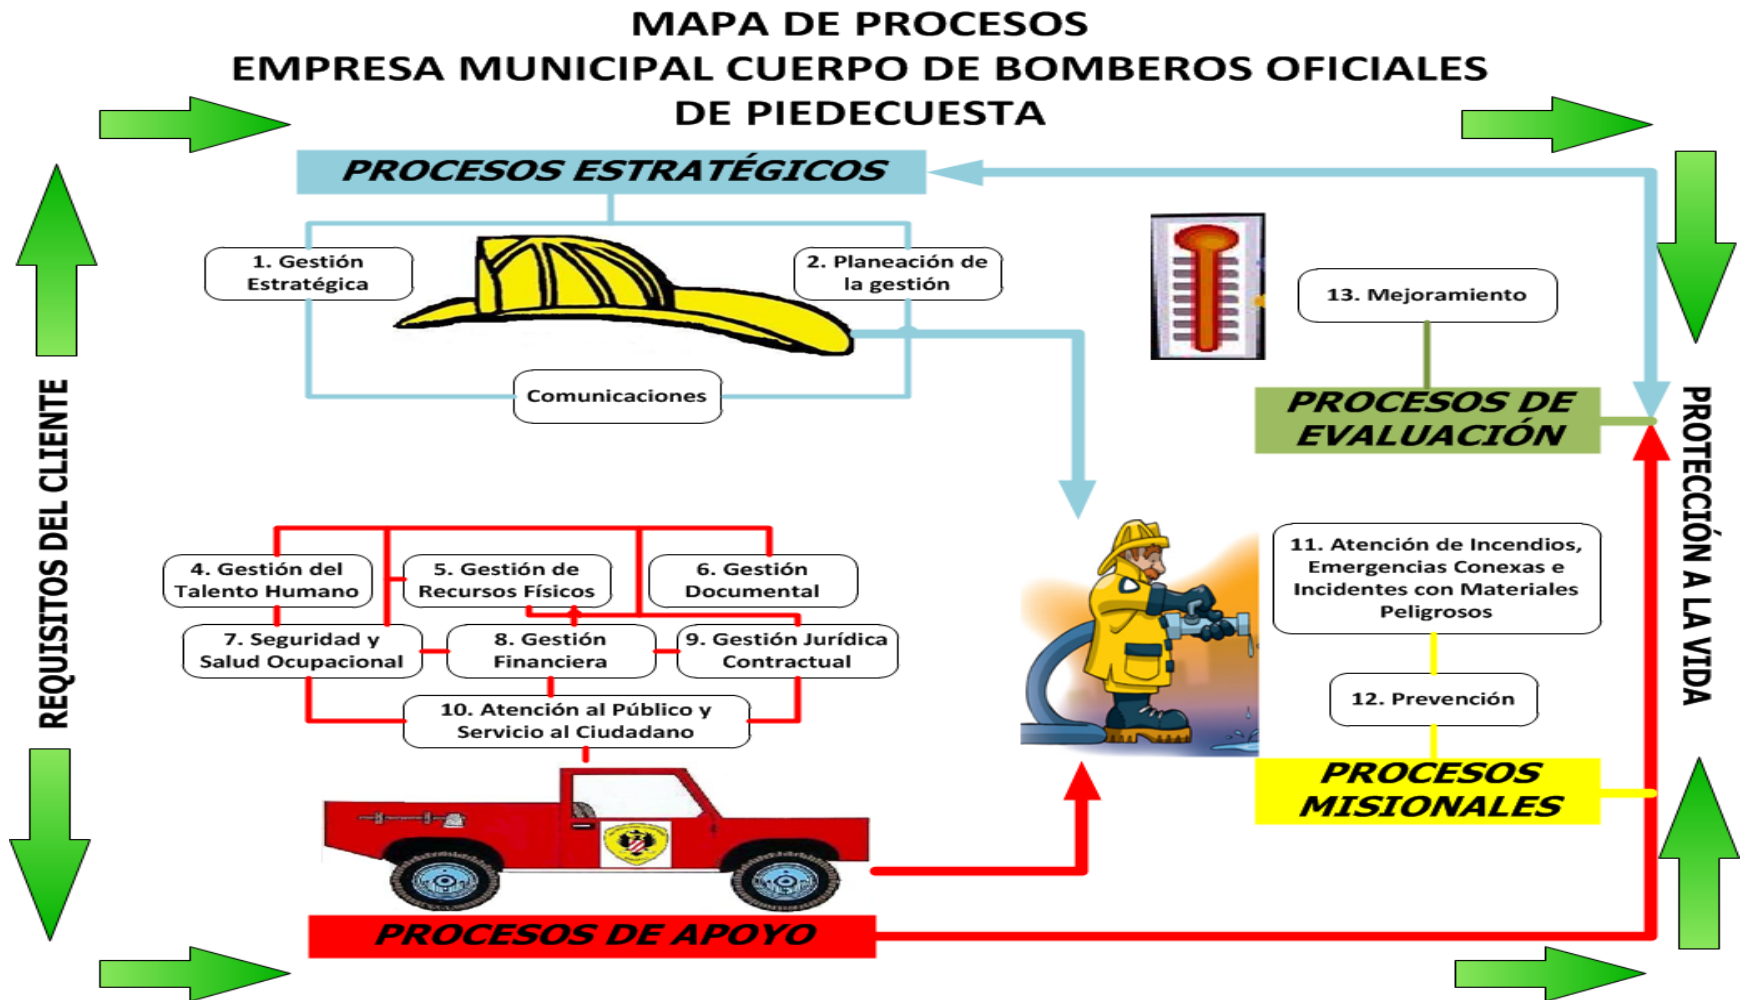 MAPA DE PROCESOS
EMPRESA MUNICIPAL CUERPO DE BOMBEROS OFICIALES
DE PIEDECUESTA
PROCESOS ESTRATÉGICOS
1. Gestión
Estratégica
2. Planeación de
la gestión
Comunicaciones
13. Mejoramiento
PROCESOS DE
EVALUACIÓN
REQUISITOS DEL CLIENTE
PROTECCIÓN A LA VIDA
4. Gestión del
Talento Humano
5. Gestión de
Recursos Físicos
6. Gestión
Documental
7. Seguridad y
Salud Ocupacional
8. Gestión
Financiera
9. Gestión Jurídica
Contractual
10. Atención al Público y
Servicio al Ciudadano
11. Atención de Incendios,
Emergencias Conexas e
Incidentes con Materiales
Peligrosos
12. Prevención
PROCESOS
MISIONALES
PROCESOS DE APOYO